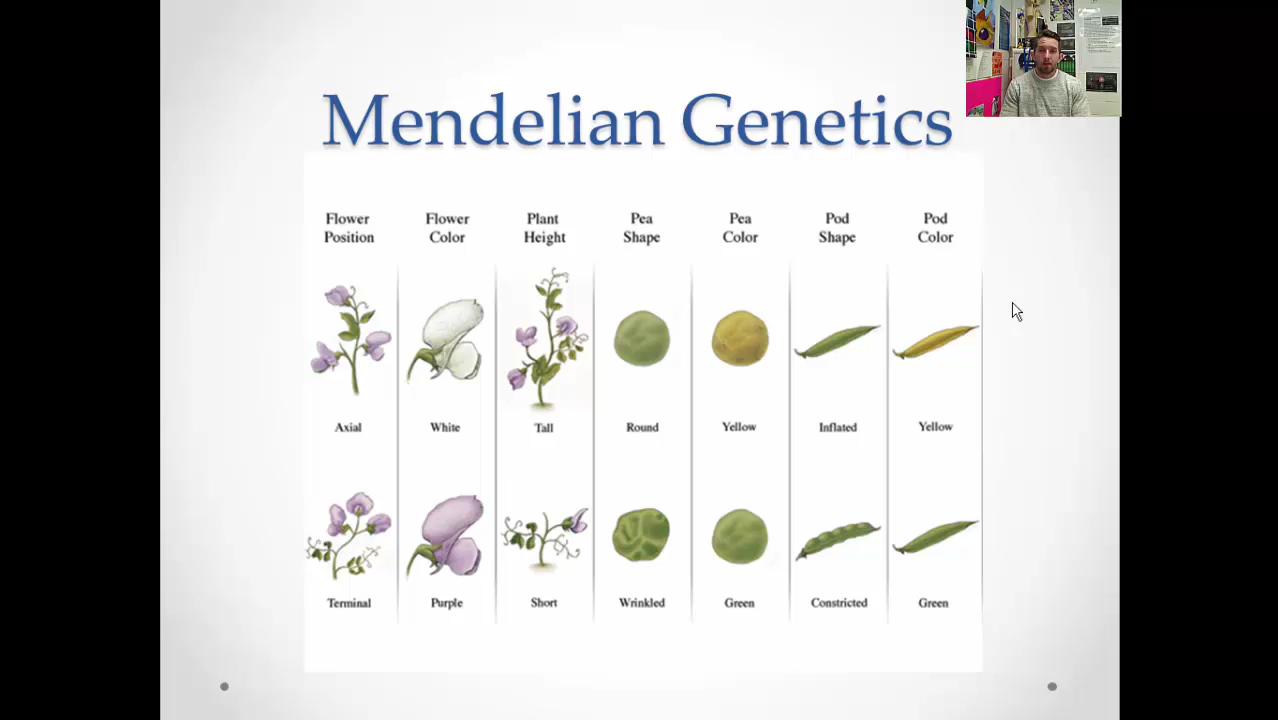 Mendelian Genetics
Flower Position
Flower Color
Plant Height
Pea Shape
Pea Color
Pod Shape
Pod Color
Axial
White
Tall
Round
Yellow
Inflated
Yellow
Terminal
Purple
Short
Wrinkled
Green
Constricted
Green